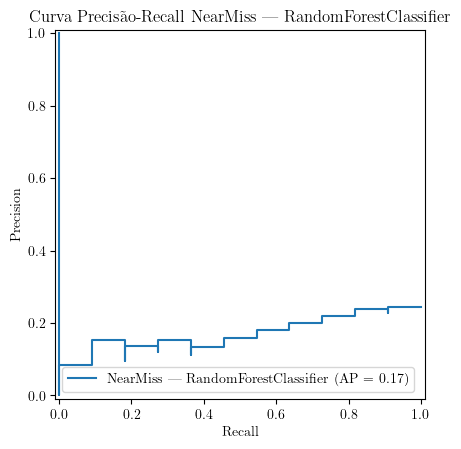 Curva Precisão-Recall NearMiss — RandomForestClassifier
1.0
0.8
0.6
0.4
0.2
0.0
Precision
NearMiss — RandomForestClassifier (AP = 0.17)
0.0 0.2 0.4 0.6 0.8 1.0
Recall